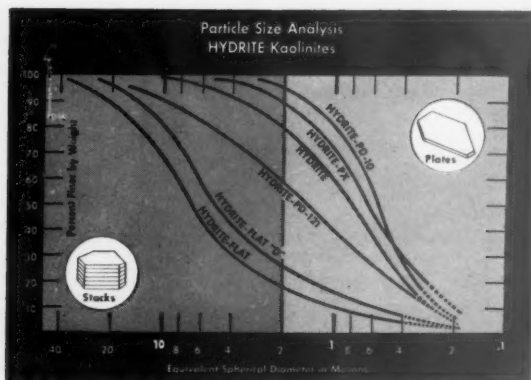 Particle Size Analysis
HYDRITE Kaolinites
100
90
80
70
60
50
40
30
20
10
Percent Finer by Weight
HYDRITE-PD-10
HYDRITE-PX
HYDRITE
HYDRITE-PD-121
HYDRITE-FLAT "D"
HYDRITE-FLAT
Plates
Stacks
40 20 10 8 6 4 2 1 .8 .6 .4 .2 .1
Equivalent Spherical Diameter in Microns